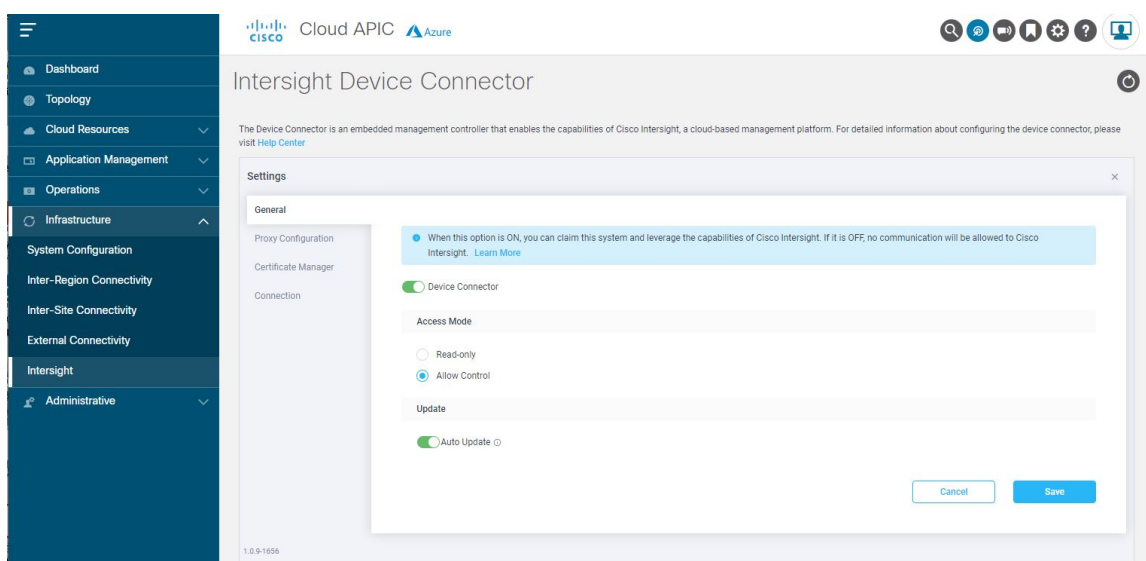 CISCO
Cloud APIC
Azure
Dashboard
Topology
Cloud Resources
Application Management
Operations
Infrastructure
System Configuration
Inter-Region Connectivity
Inter-Site Connectivity
External Connectivity
Intersight
Administrative
Intersight Device Connector
The Device Connector is an embedded management controller that enables the capabilities of Cisco Intersight, a cloud-based management platform. For detailed information about configuring the device connector, please
visit Help Center
Settings
General
Proxy Configuration
Certificate Manager
Connection
When this option is ON, you can claim this system and leverage the capabilities of Cisco Intersight. If it is OFF, no communication will be allowed to Cisco
Intersight. Learn More
Device Connector
Access Mode
Read-only
Allow Control
Update
Auto Update
Cancel
Save
1.0.9-1656